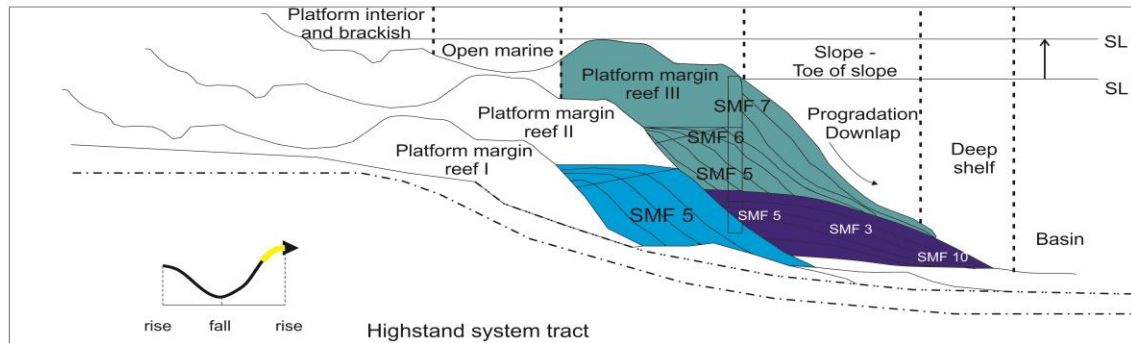 Platform interior
and brackish
Open marine
SL
Slope -
Toe of slope
SL
Platform margin
reef III
SMF 7
Platform margin
reef II
SMF 6
Progradation
Downlap
Platform margin
reef I
SMF 5
Deep
shelf
SMF 5
SMF 5
SMF 3
SMF 10
Basin
rise
fall
rise
Highstand system tract